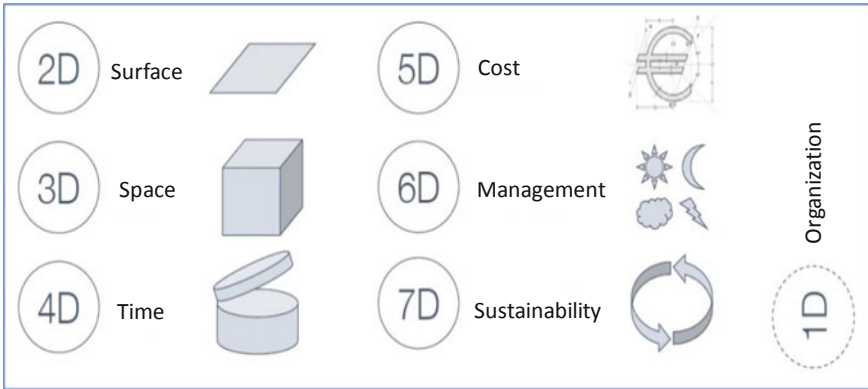 2D Surface
3D Space
4D Time
5D Cost
6D Management
7D Sustainability
1D Organization